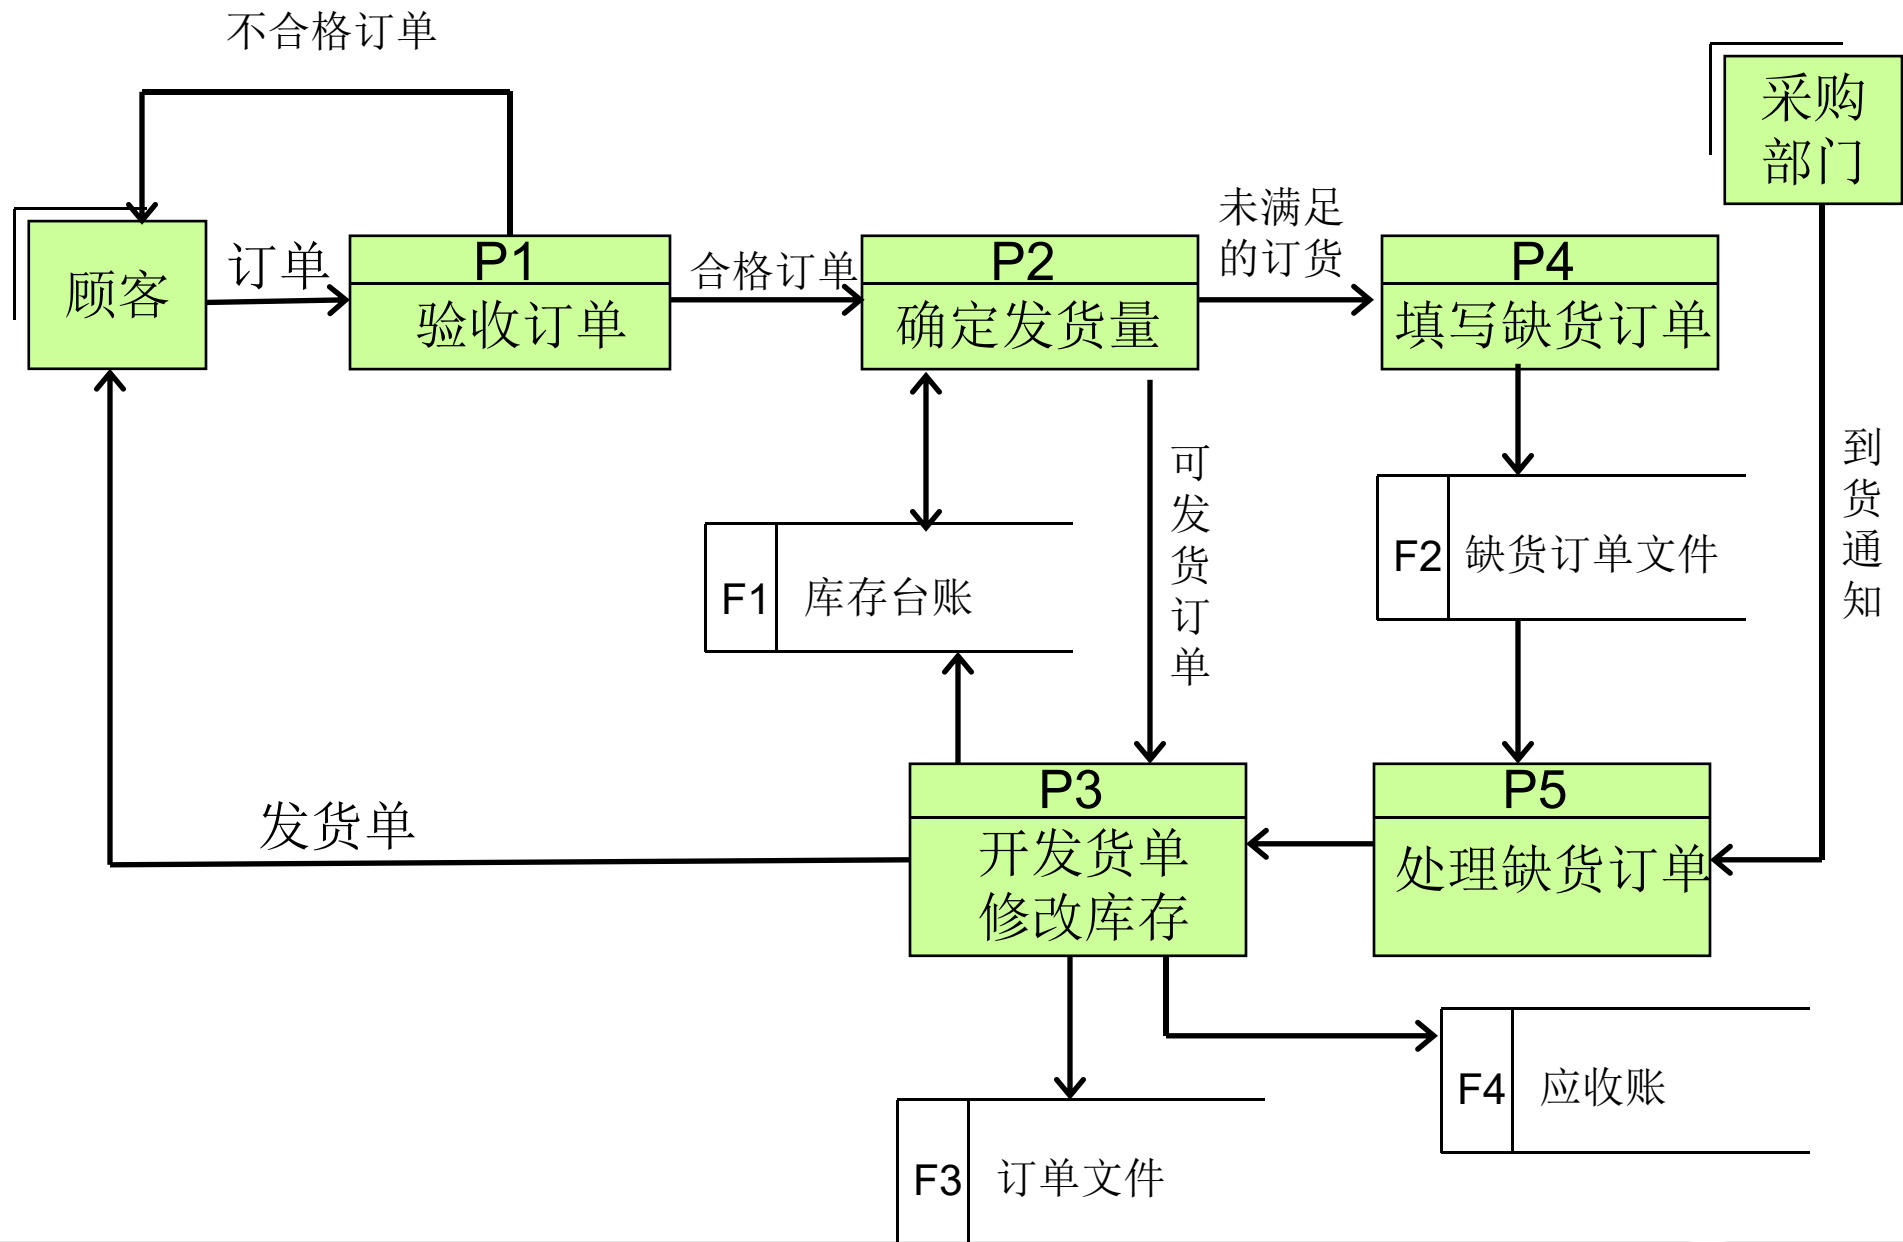 不合格订单
采购
部门
未满足
的订货
顾客
订单
P1
验收订单
合格订单
P2
确定发货量
P4
填写缺货订单
可发货订单
到货通知
F1
库存台账
F2
缺货订单文件
发货单
P3
开发货单
修改库存
P5
处理缺货订单
F4
应收账
F3
订单文件